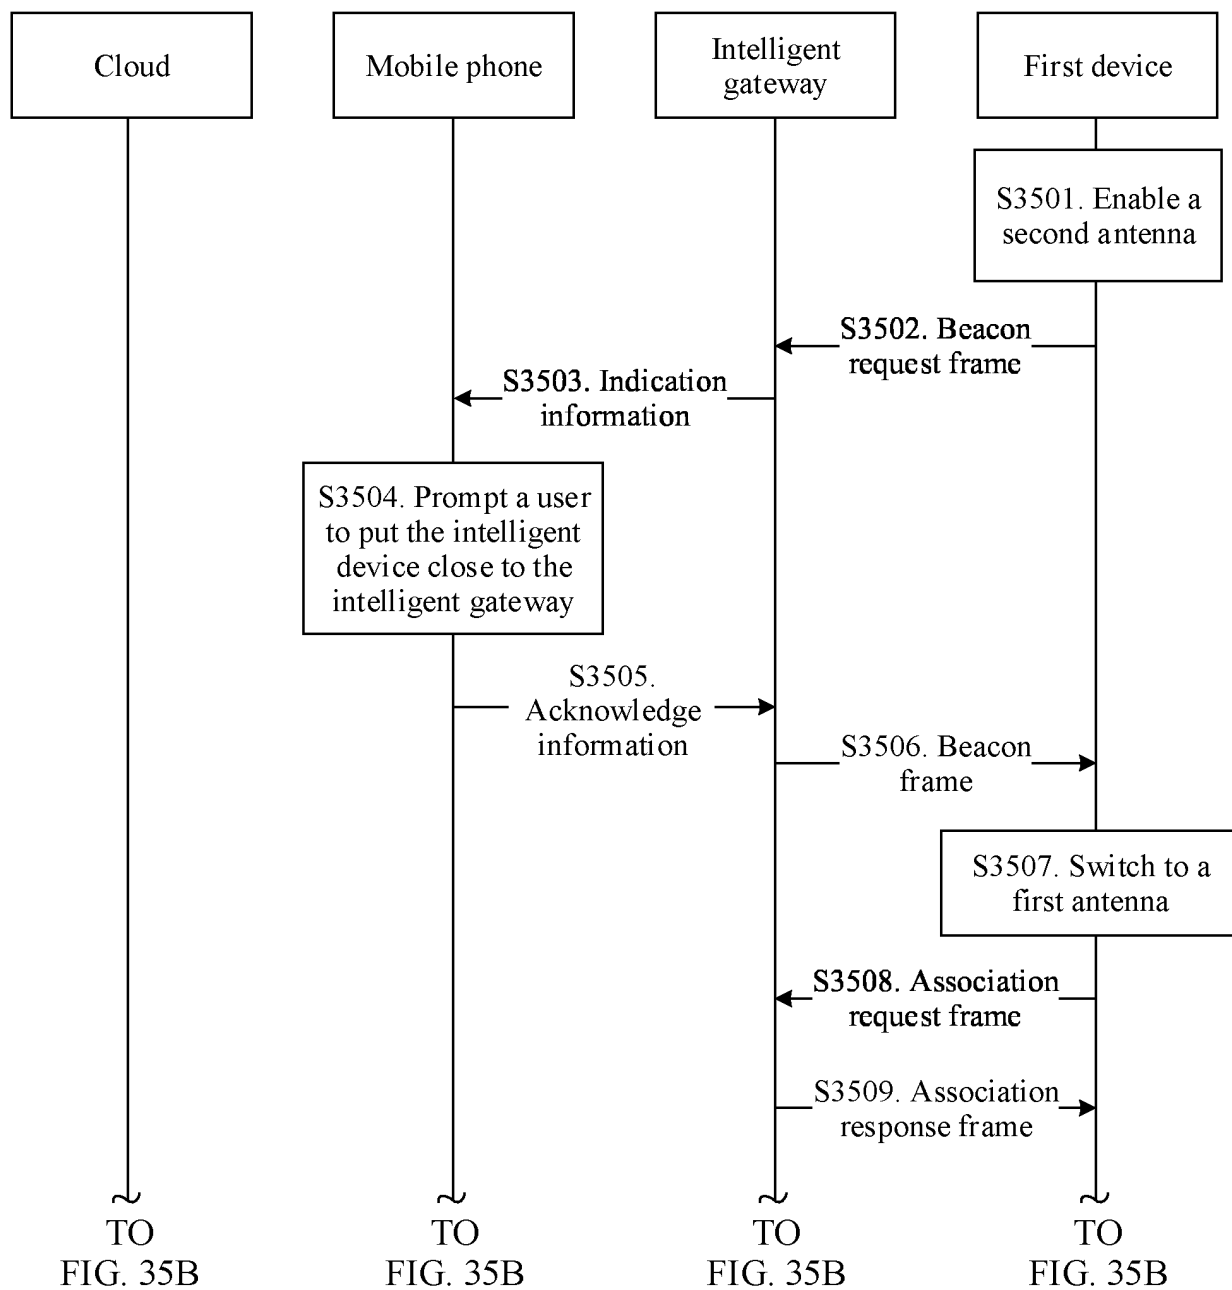 Cloud
Mobile phone
Intelligent
gateway
First device
S3501. Enable a
second antenna
S3502. Beacon
request frame
S3503. Indication
information
S3504. Prompt a user
to put the intelligent
device close to the
intelligent gateway
S3505.
Acknowledge
information
S3506. Beacon
frame
S3507. Switch to a
first antenna
S3508. Association
request frame
S3509. Association
response frame
TO
FIG. 35B
TO
FIG. 35B
TO
FIG. 35B
TO
FIG. 35B